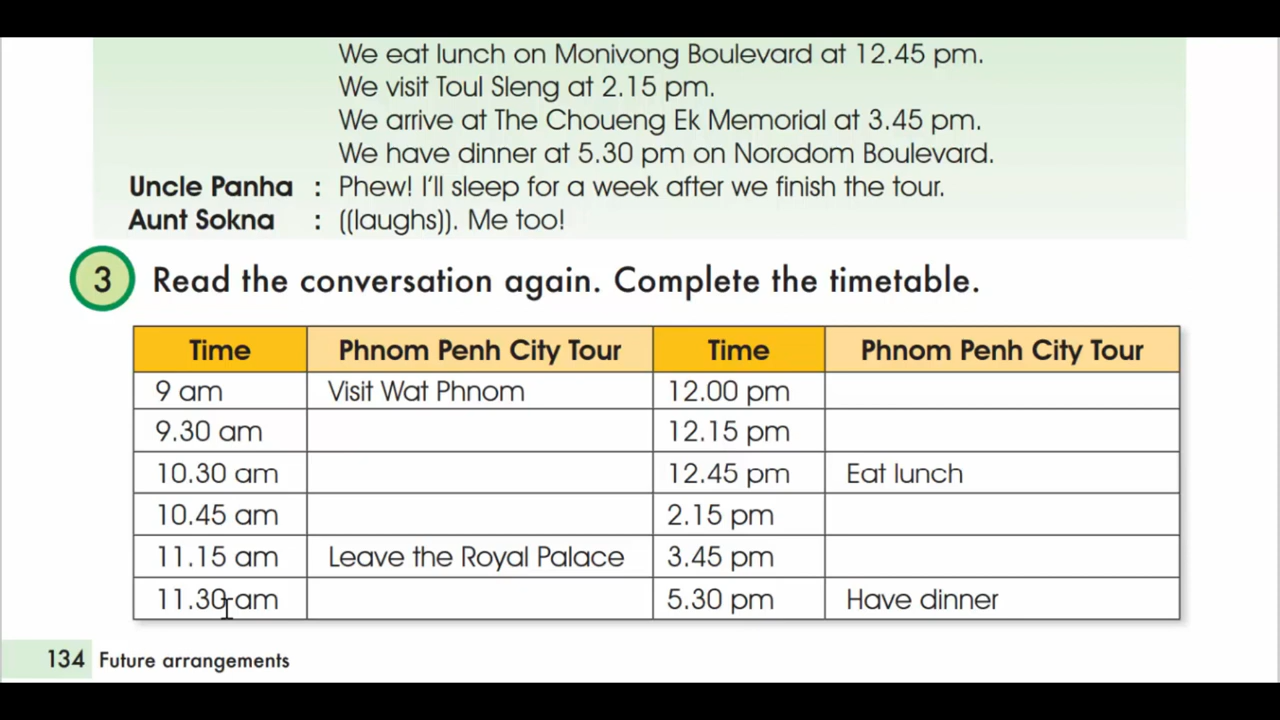 We eat lunch on Monivong Boulevard at 12.45 pm.
We visit Toul Sleng at 2.15 pm.
We arrive at The Choueng Ek Memorial at 3.45 pm.
We have dinner at 5.30 pm on Norodom Boulevard.
Uncle Panha : Phew! I'll sleep for a week after we finish the tour.
Aunt Sokna : ((laughs)). Me too!
3 Read the conversation again. Complete the timetable.
Time Phnom Penh City Tour Time Phnom Penh City Tour
9 am Visit Wat Phnom 12.00 pm
9.30 am 12.15 pm
10.30 am 12.45 pm Eat lunch
10.45 am 2.15 pm
11.15 am Leave the Royal Palace 3.45 pm
11.30 am 5.30 pm Have dinner
134 Future arrangements